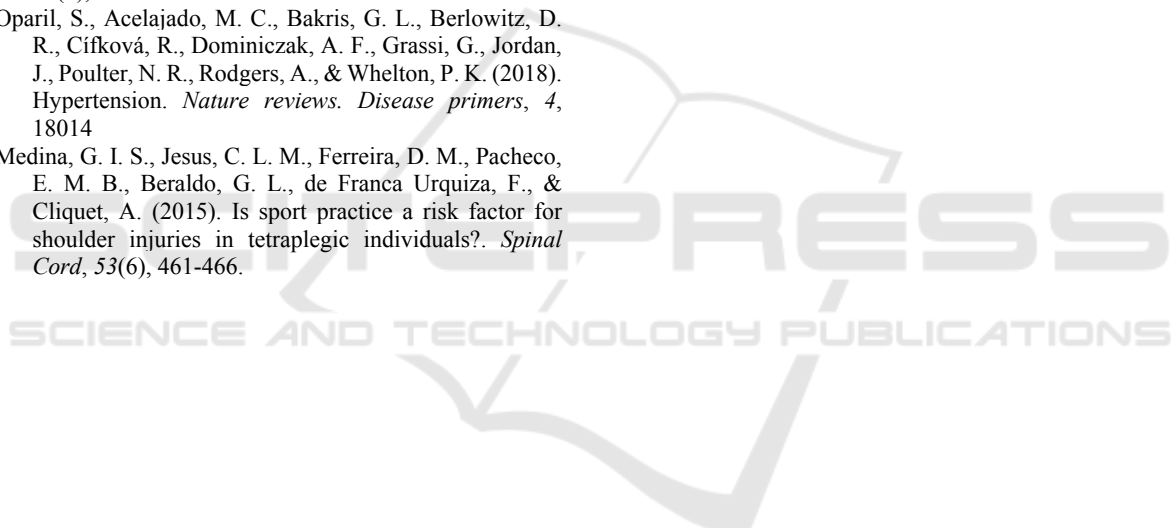 Oparil, S., Acelajado, M. C., Bakris, G. L., Berlowitz, D.
R., Cífková, R., Dominiczak, A. F., Grassi, G., Jordan,
J., Poulter, N. R., Rodgers, A., & Whelton, P. K. (2018).
Hypertension. Nature reviews. Disease primers, 4,
18014
Medina, G. I. S., Jesus, C. L. M., Ferreira, D. M., Pacheco,
E. M. B., Beraldo, G. L., de Franca Urquiza, F., &
Cliquet, A. (2015). Is sport practice a risk factor for
shoulder injuries in tetraplegic individuals?. Spinal
Cord, 53(6), 461-466.
SCITEPRESS
SCIENCE AND TECHNOLOGY PUBLICATIONS